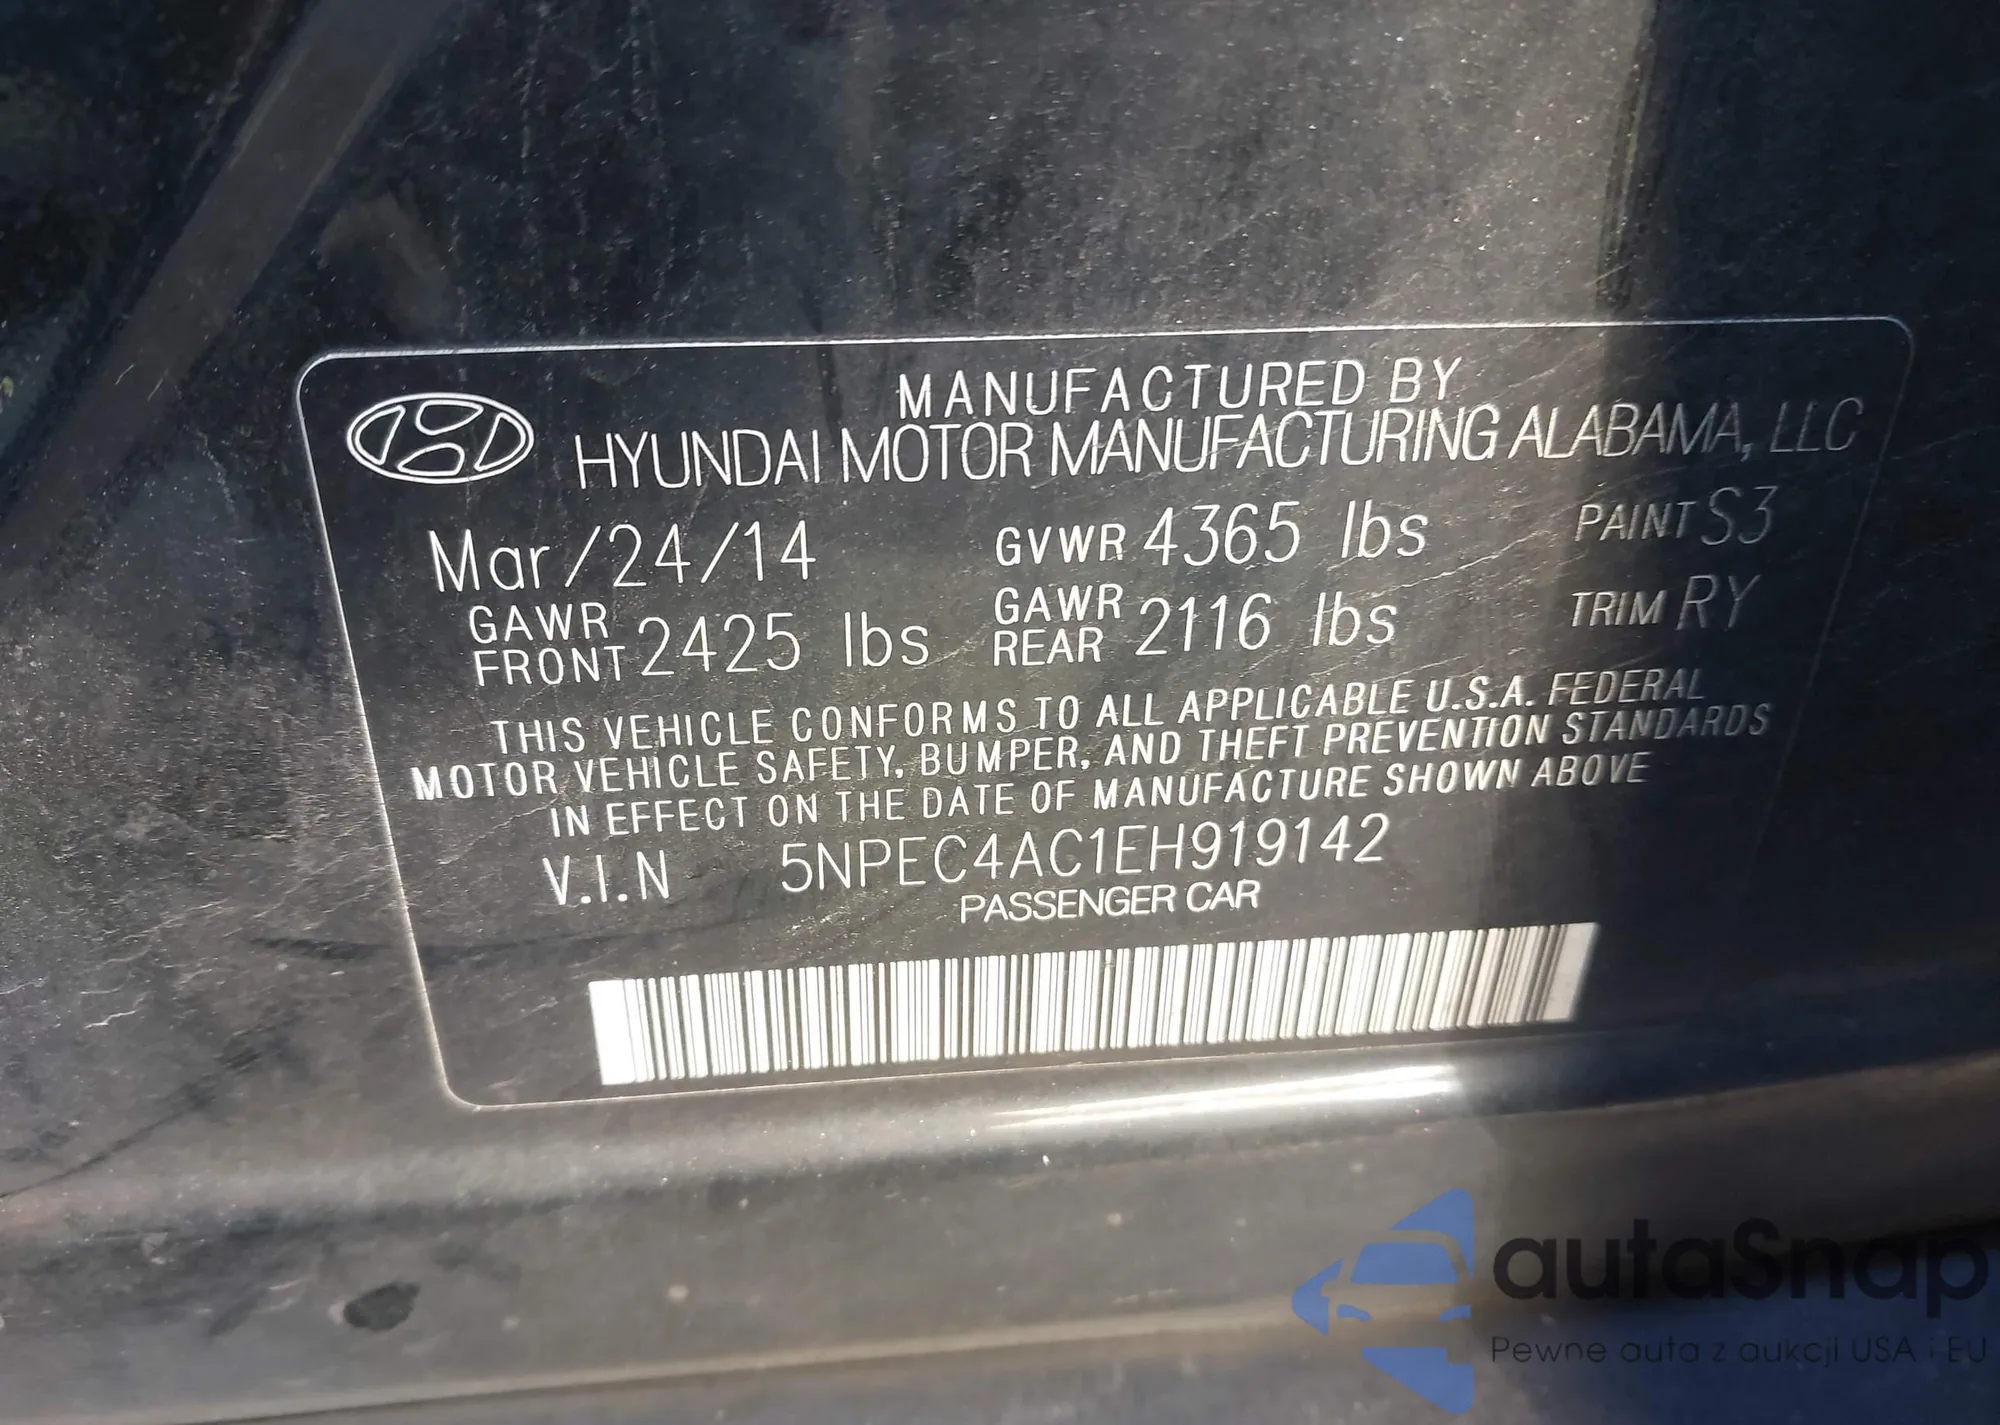 MANUFACTURED BY
HYUNDAI MOTOR MANUFACTURING ALABAMA, LLC
Mar/24/14 GVWR 4365 lbs PAINT S3
GAWR FRONT 2425 lbs GAWR REAR 2116 lbs TRIM RY
THIS VEHICLE CONFORMS TO ALL APPLICABLE U.S.A. FEDERAL
MOTOR VEHICLE SAFETY, BUMPER, AND THEFT PREVENTION STANDARDS
IN EFFECT ON THE DATE OF MANUFACTURE SHOWN ABOVE
V.I.N 5NPEC4AC1EH919142
PASSENGER CAR
autaSnap
Pewne auta z aukcji USA i EU